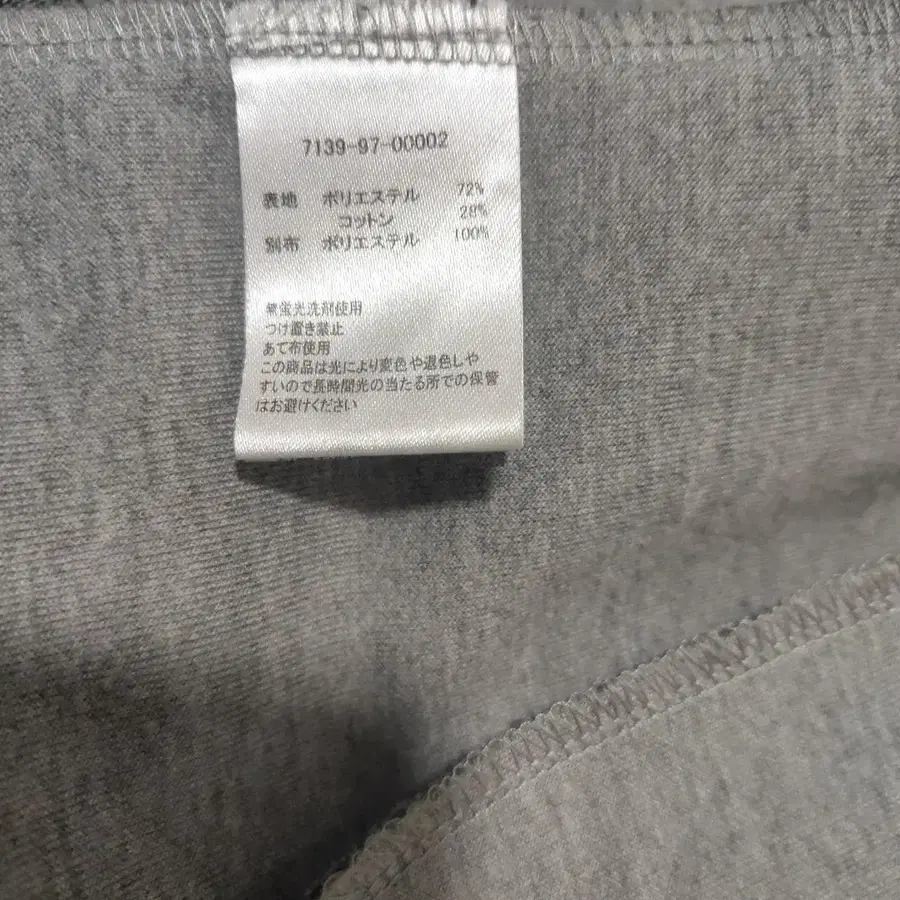 7139-97-00002
表地 ポリエステル 72%
コットン 28%
別布 ポリエステル 100%
無蛍光洗剤使用
つけ置き禁止
あて布使用
この商品は光により変色や退色しや
すいので長時間光の当たる所での保管
はお避けください